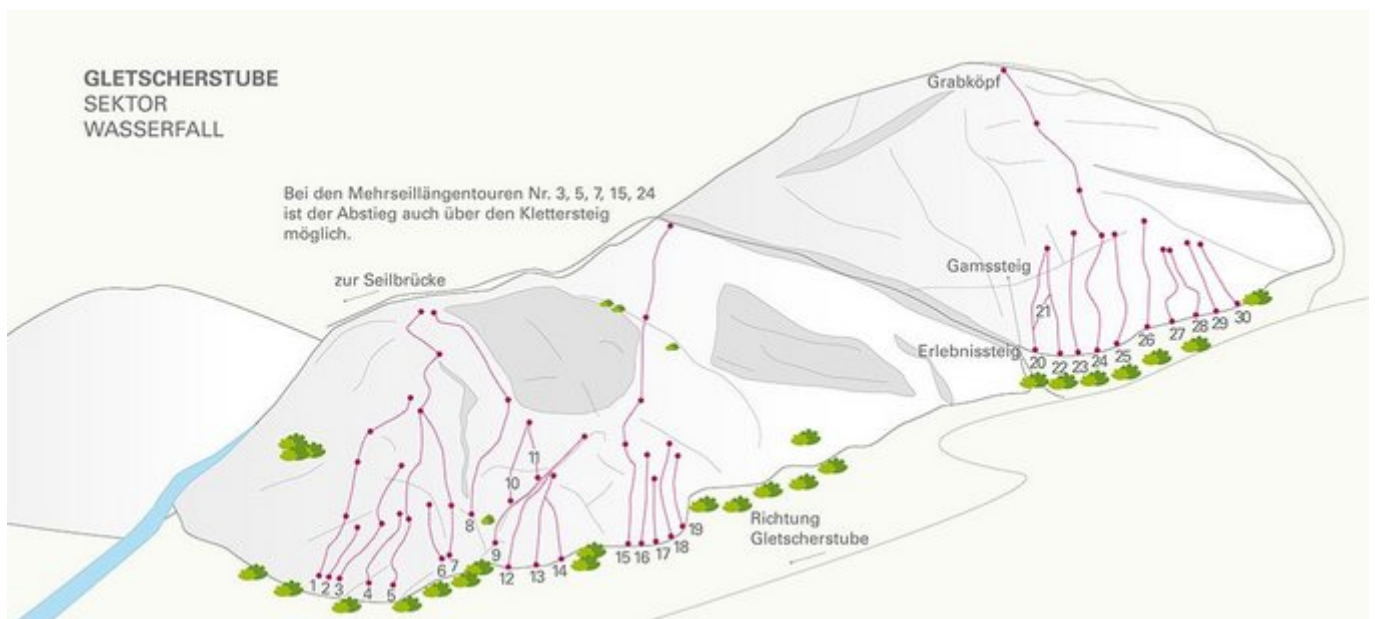 GLETSCHERSTUBE
SEKTOR
WASSERFALL
Grabköpf
Bei den Mehrseillängentouren Nr. 3, 5, 7, 15, 24
ist der Abstieg auch über den Klettersteig
möglich.
zur Seilbrücke
Gamssteig
21
Erlebnissteig
20 22 23 24 25 26 27 28 29 30
11
10
8
Richtung
Gletscherstube
1 2 3 4 5 6 7 9 12 13 14 15 16 17 18 19